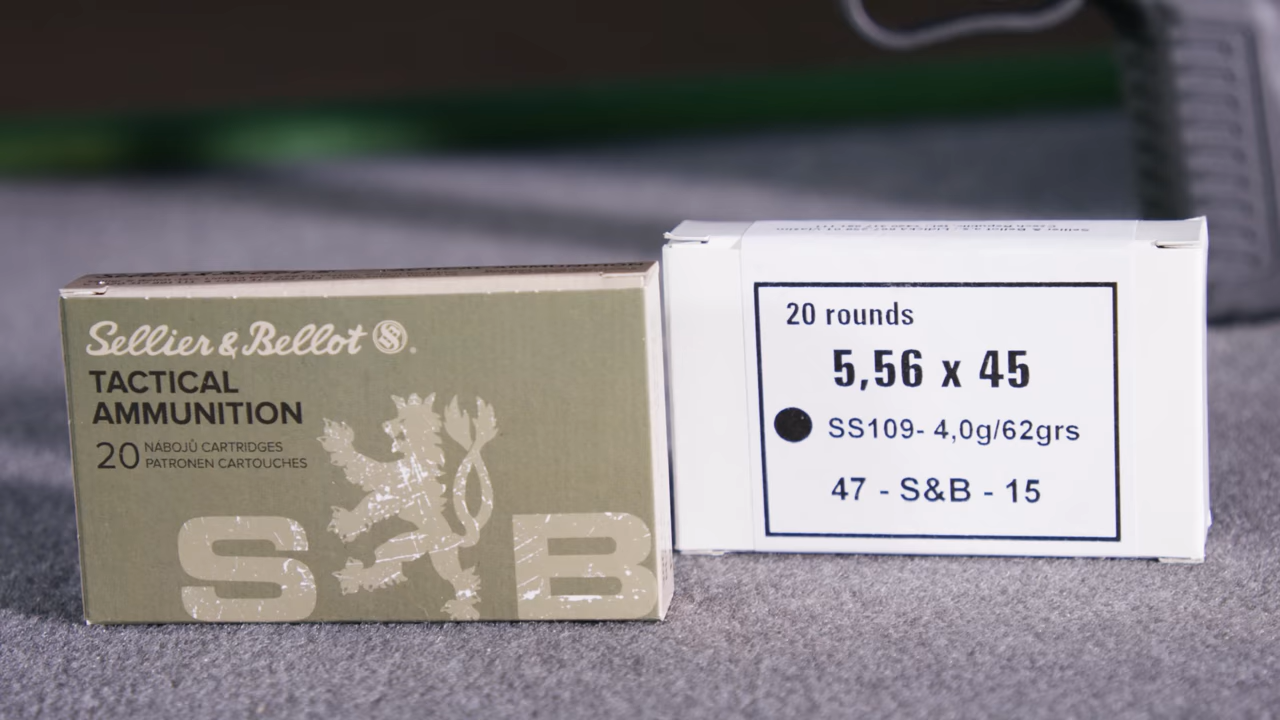 Sellier & Bellot
TACTICAL
AMMUNITION
20 NÁBOJŮ CARTRIDGES
PATRONEN CARTOUCHES
S B
20 rounds
5,56 x 45
SS109- 4,0g/62grs
47 - S&B - 15